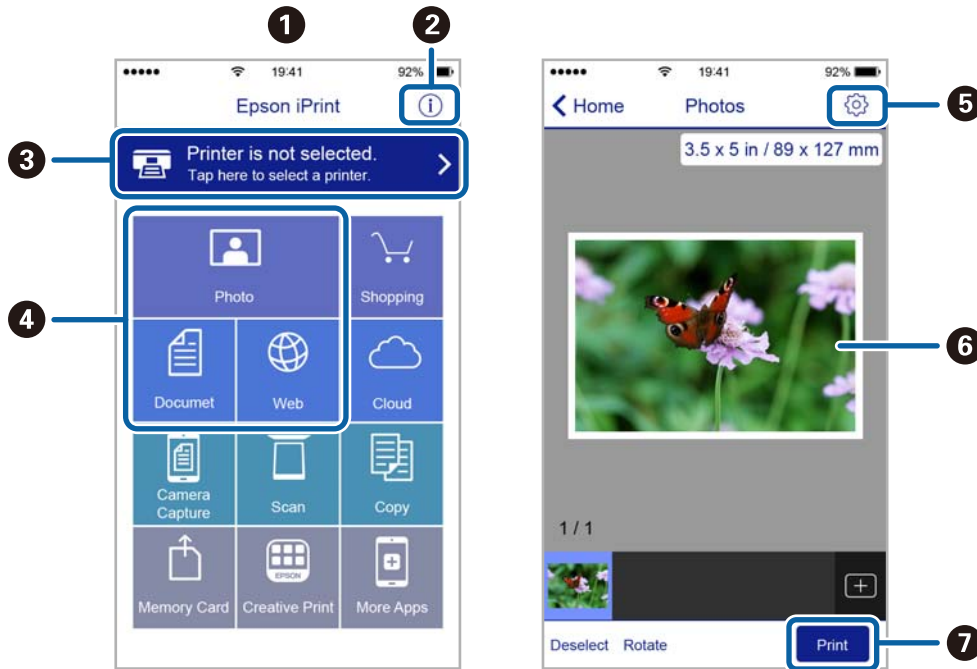 1
2
19:41
92%
Epson iPrint
i
3
Printer is not selected.
Tap here to select a printer.
4
Photo
Shopping
Documet
Web
Cloud
Camera
Capture
Scan
Copy
EPSON
Memory Card
Creative Print
More Apps
19:41
92%
Home
Photos
5
3.5 x 5 in / 89 x 127 mm
6
1 / 1
Deselect
Rotate
Print
7